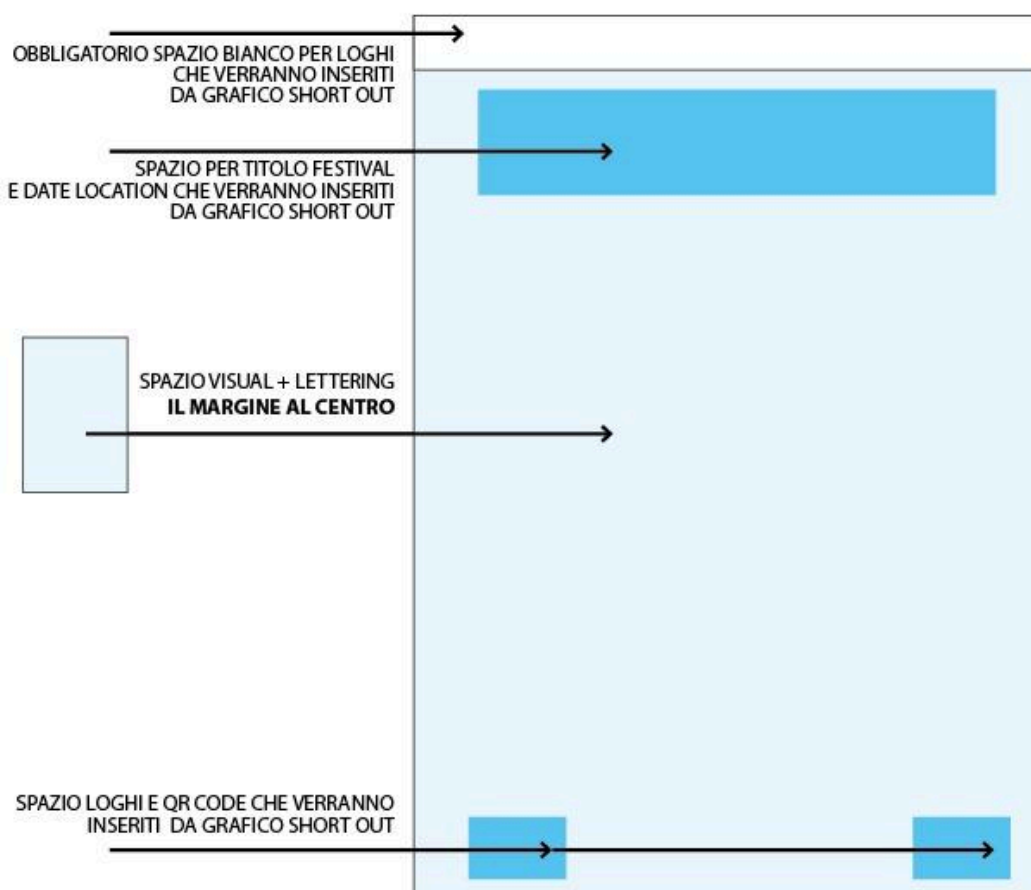 OBBLIGATORIO SPAZIO BIANCO PER LOGHI
CHE VERRANNO INSERITI
DA GRAFICO SHORT OUT
SPAZIO PER TITOLO FESTIVAL
E DATE LOCATION CHE VERRANNO INSERITI
DA GRAFICO SHORT OUT
SPAZIO VISUAL + LETTERING
IL MARGINE AL CENTRO
SPAZIO LOGHI E QR CODE CHE VERRANNO
INSERITI DA GRAFICO SHORT OUT